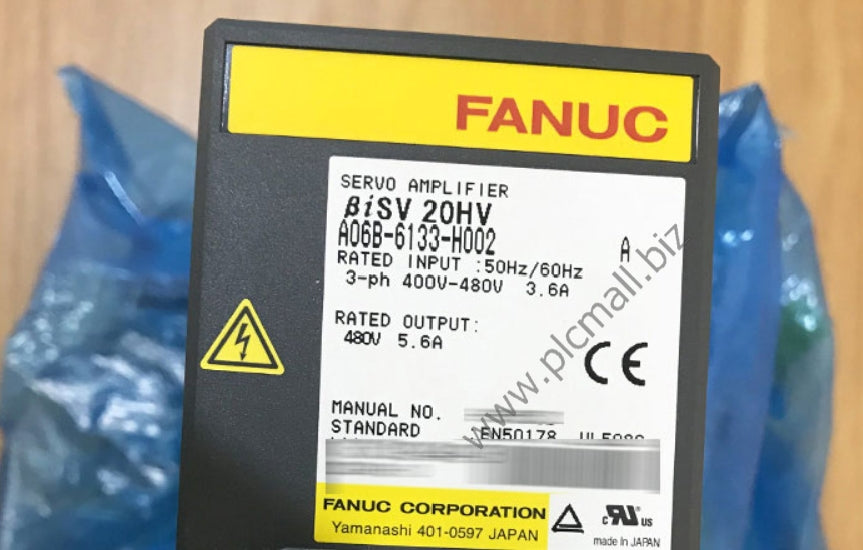 FANUC
SERVO AMPLIFIER
βiSV 20HV
A06B-6133-H002 A
RATED INPUT :50Hz/60Hz
3-ph 400V-480V 3.6A
RATED OUTPUT:
480V 5.6A
CE
MANUAL NO.
STANDARD EN50178
FANUC CORPORATION
Yamanashi 401-0597 JAPAN
c US
made in JAPAN
www.plcmall.biz